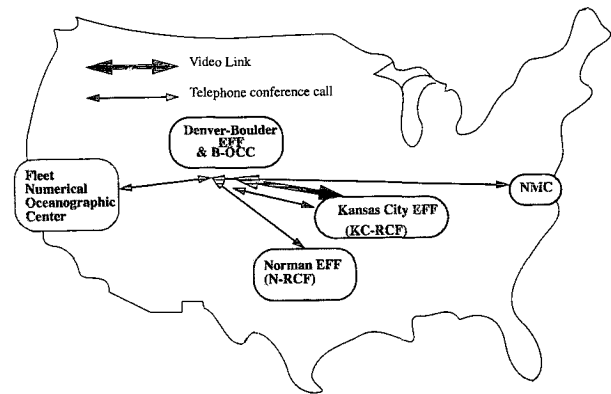 Video Link
Telephone conference call
Denver-Boulder
EFF
& B-OCC
Fleet
Numerical
Oceanographic
Center
NMC
Kansas City EFF
(KC-RCF)
Norman EFF
(N-RCF)